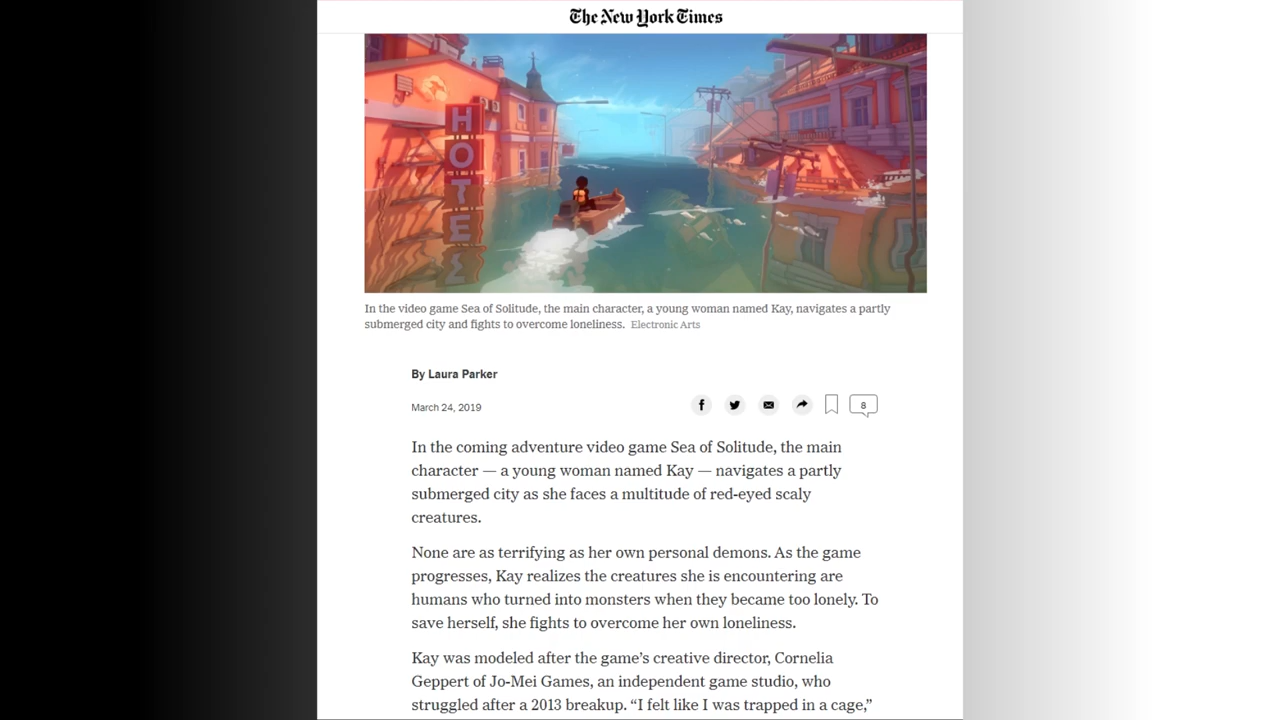 The New York Times
HOTEL
In the video game Sea of Solitude, the main character, a young woman named Kay, navigates a partly
submerged city and fights to overcome loneliness. Electronic Arts
By Laura Parker
March 24, 2019
8
In the coming adventure video game Sea of Solitude, the main
character — a young woman named Kay — navigates a partly
submerged city as she faces a multitude of red-eyed scaly
creatures.
None are as terrifying as her own personal demons. As the game
progresses, Kay realizes the creatures she is encountering are
humans who turned into monsters when they became too lonely. To
save herself, she fights to overcome her own loneliness.
Kay was modeled after the game’s creative director, Cornelia
Geppert of Jo-Mei Games, an independent game studio, who
struggled after a 2013 breakup. “I felt like I was trapped in a cage,”